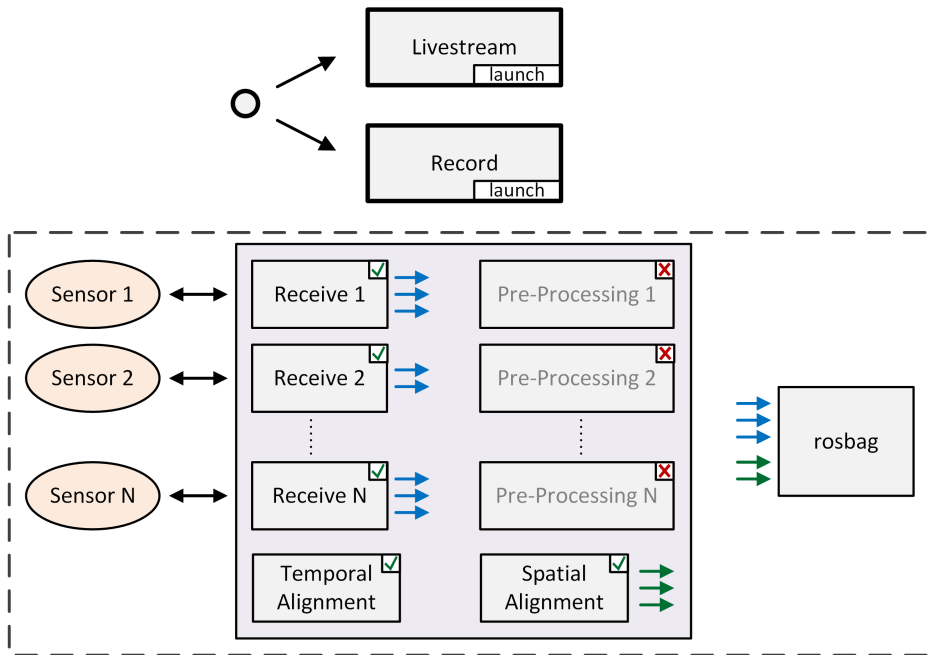 Livestream
launch
Record
launch
Sensor 1
Receive 1
Pre-Processing 1
Sensor 2
Receive 2
Pre-Processing 2
rosbag
Sensor N
Receive N
Pre-Processing N
Temporal
Alignment
Spatial
Alignment